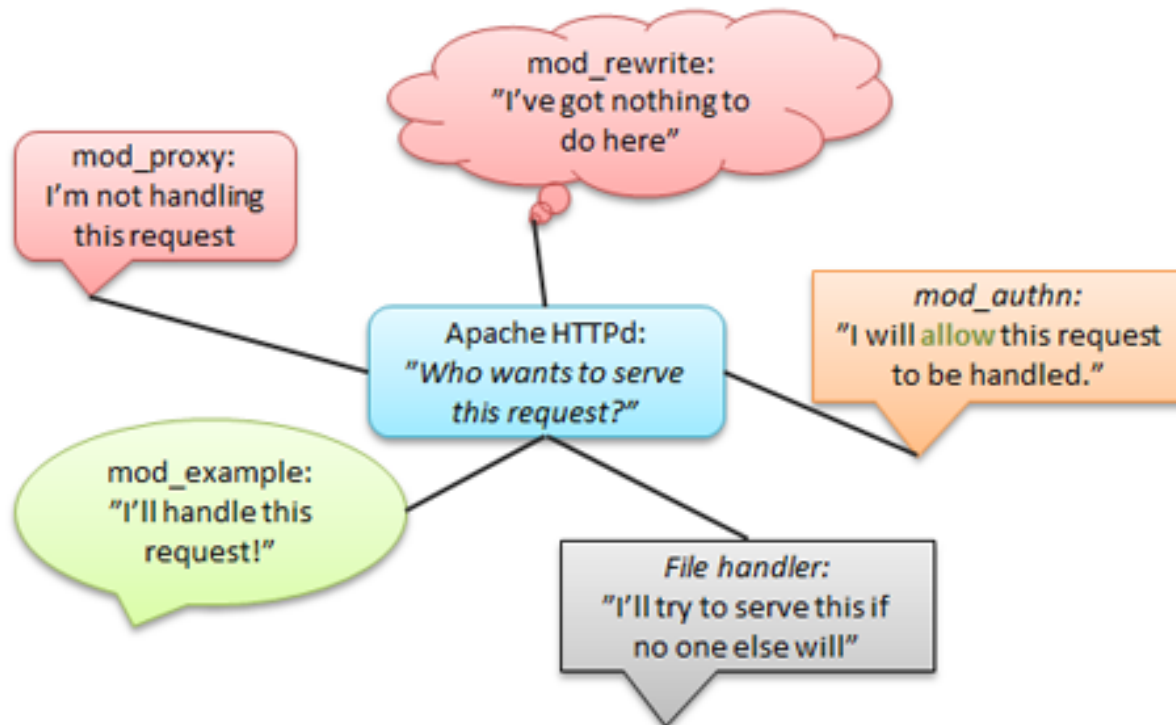 mod_rewrite:
”I’ve got nothing to
do here”
mod_proxy:
I’m not handling
this request
mod_authn:
”I will allow this request
to be handled.”
Apache HTTPd:
”Who wants to serve
this request?”
mod_example:
”I’ll handle this
request!”
File handler:
”I’ll try to serve this if
no one else will”